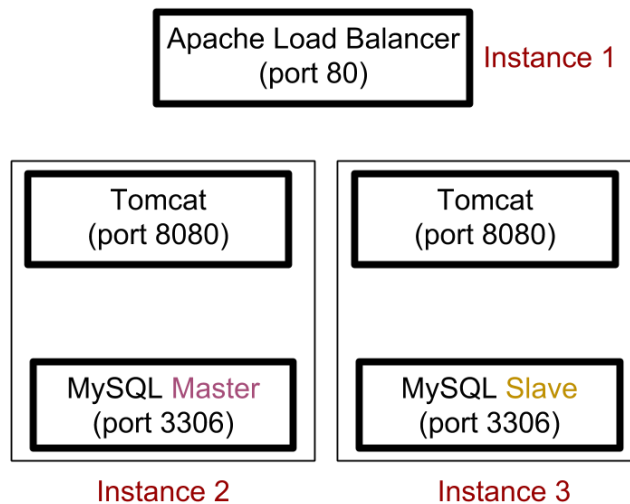 Apache Load Balancer
(port 80)
Instance 1
Tomcat
(port 8080)
Tomcat
(port 8080)
MySQL Master
(port 3306)
MySQL Slave
(port 3306)
Instance 2
Instance 3